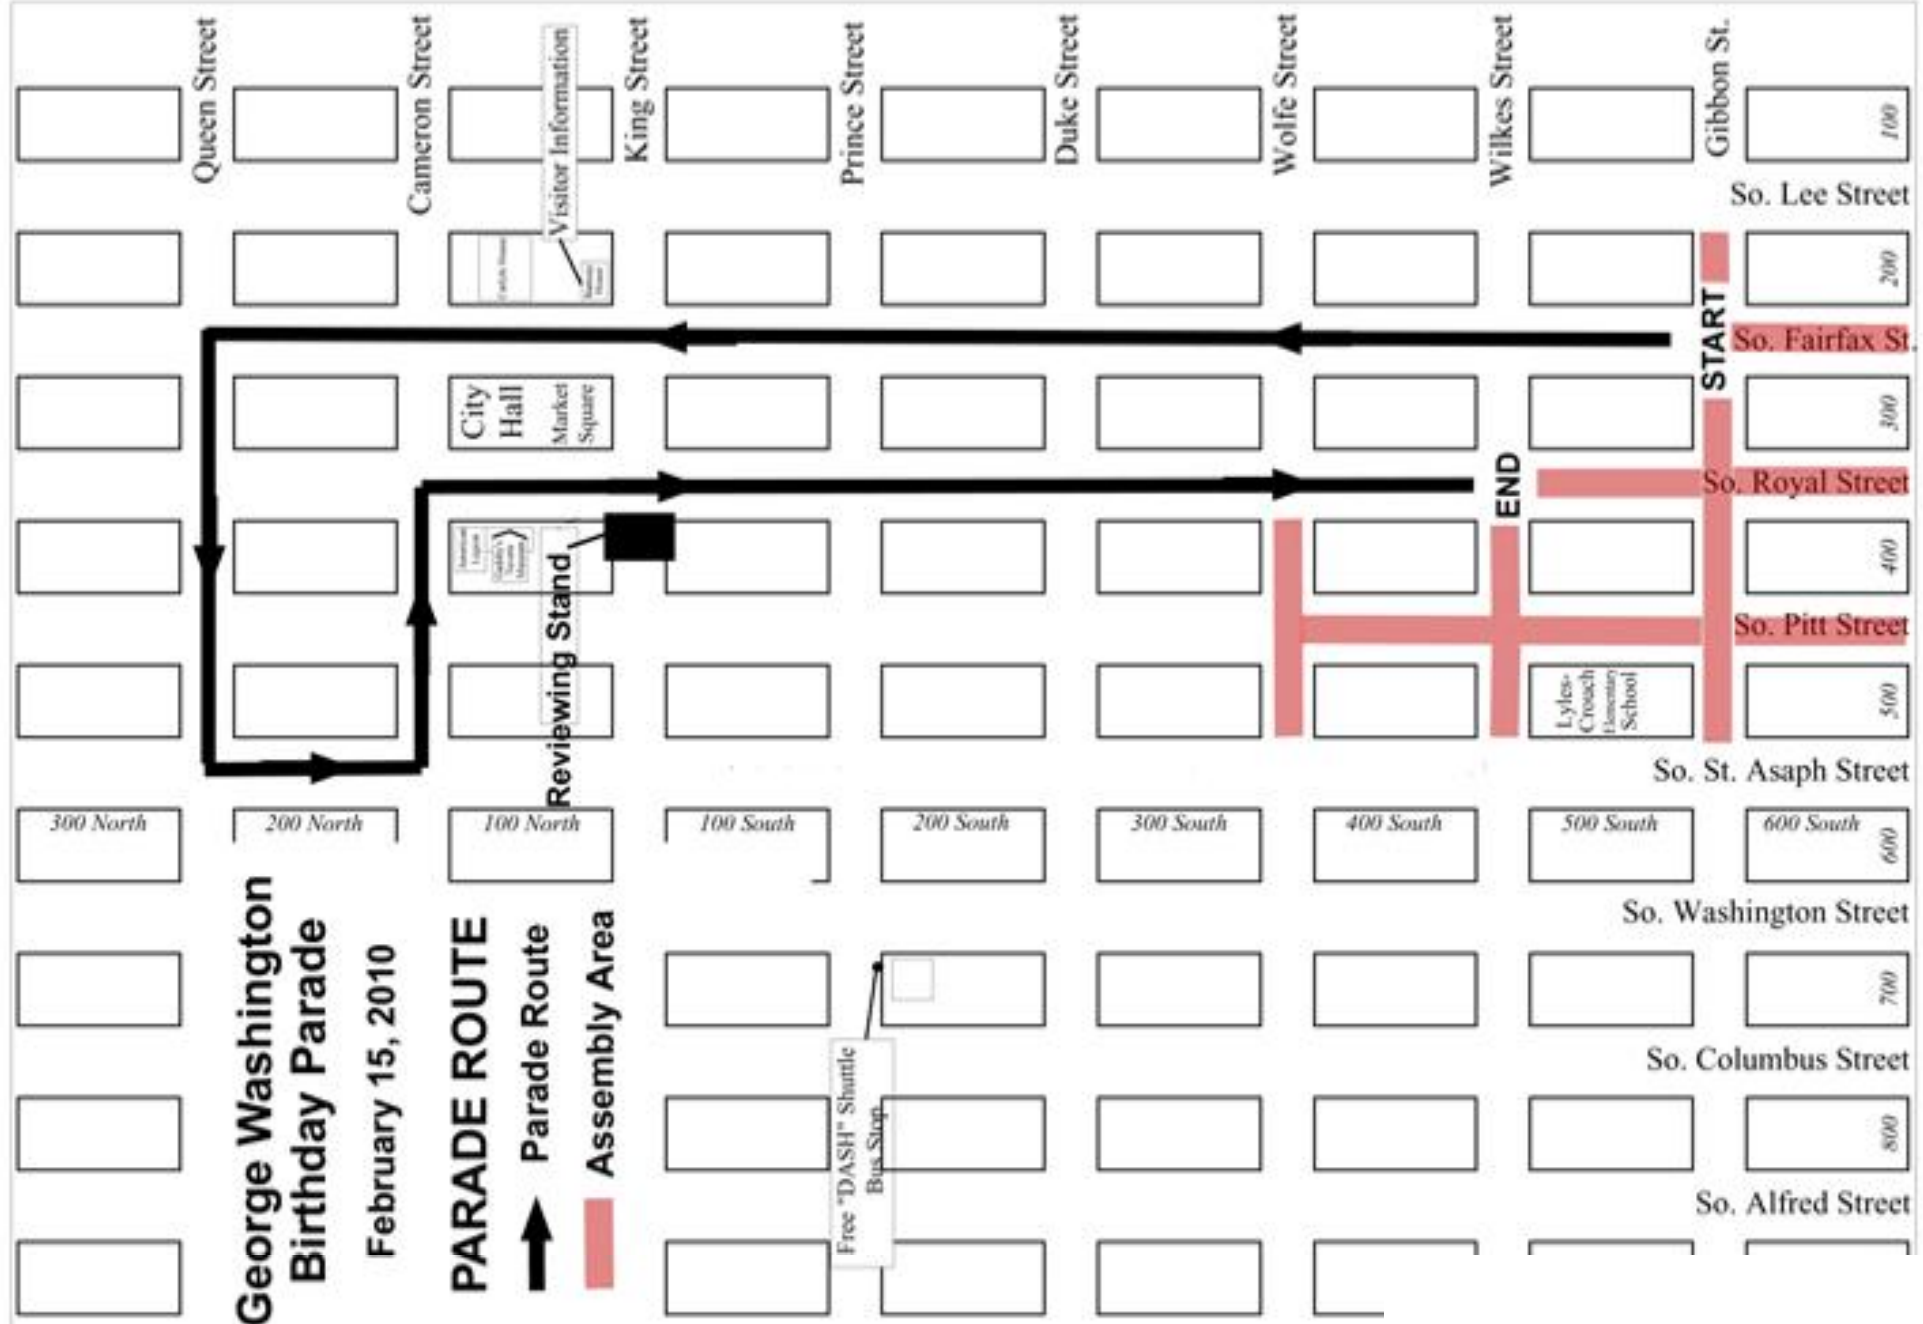 Queen Street
Cameron Street
Visitor Information
King Street
Prince Street
Duke Street
Wolfe Street
Wilkes Street
Gibbon St.
100
So. Lee Street
200
START
So. Fairfax St.
City
Hall
Market
Square
300
END
So. Royal Street
American
Legion
Gadsby's
Tavern
Museum
Reviewing Stand
400
So. Pitt Street
Lyles-
Crouch
Elementary
School
500
So. St. Asaph Street
300 North
200 North
100 North
100 South
200 South
300 South
400 South
500 South
600 South
600
So. Washington Street
George Washington
Birthday Parade
February 15, 2010
PARADE ROUTE
Parade Route
Assembly Area
700
So. Columbus Street
Free "DASH" Shuttle
Bus Stop
800
So. Alfred Street